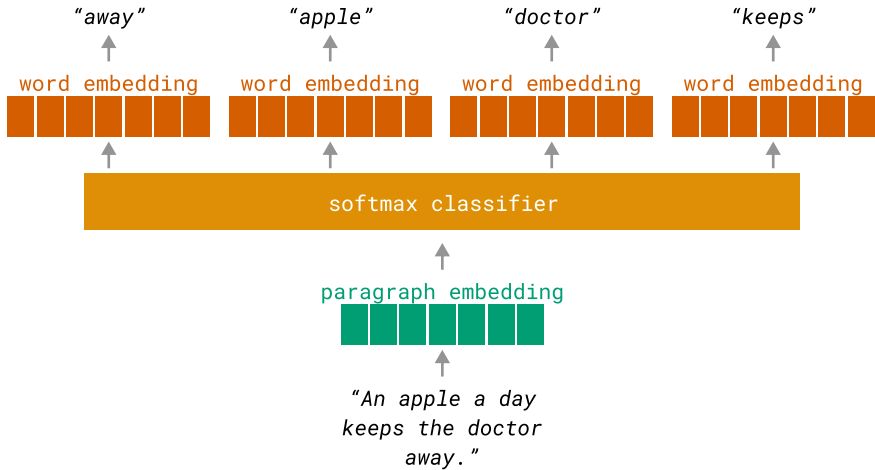 “away” “apple” “doctor” “keeps”
word embedding word embedding word embedding word embedding
softmax classifier
paragraph embedding
“An apple a day
keeps the doctor
away.”